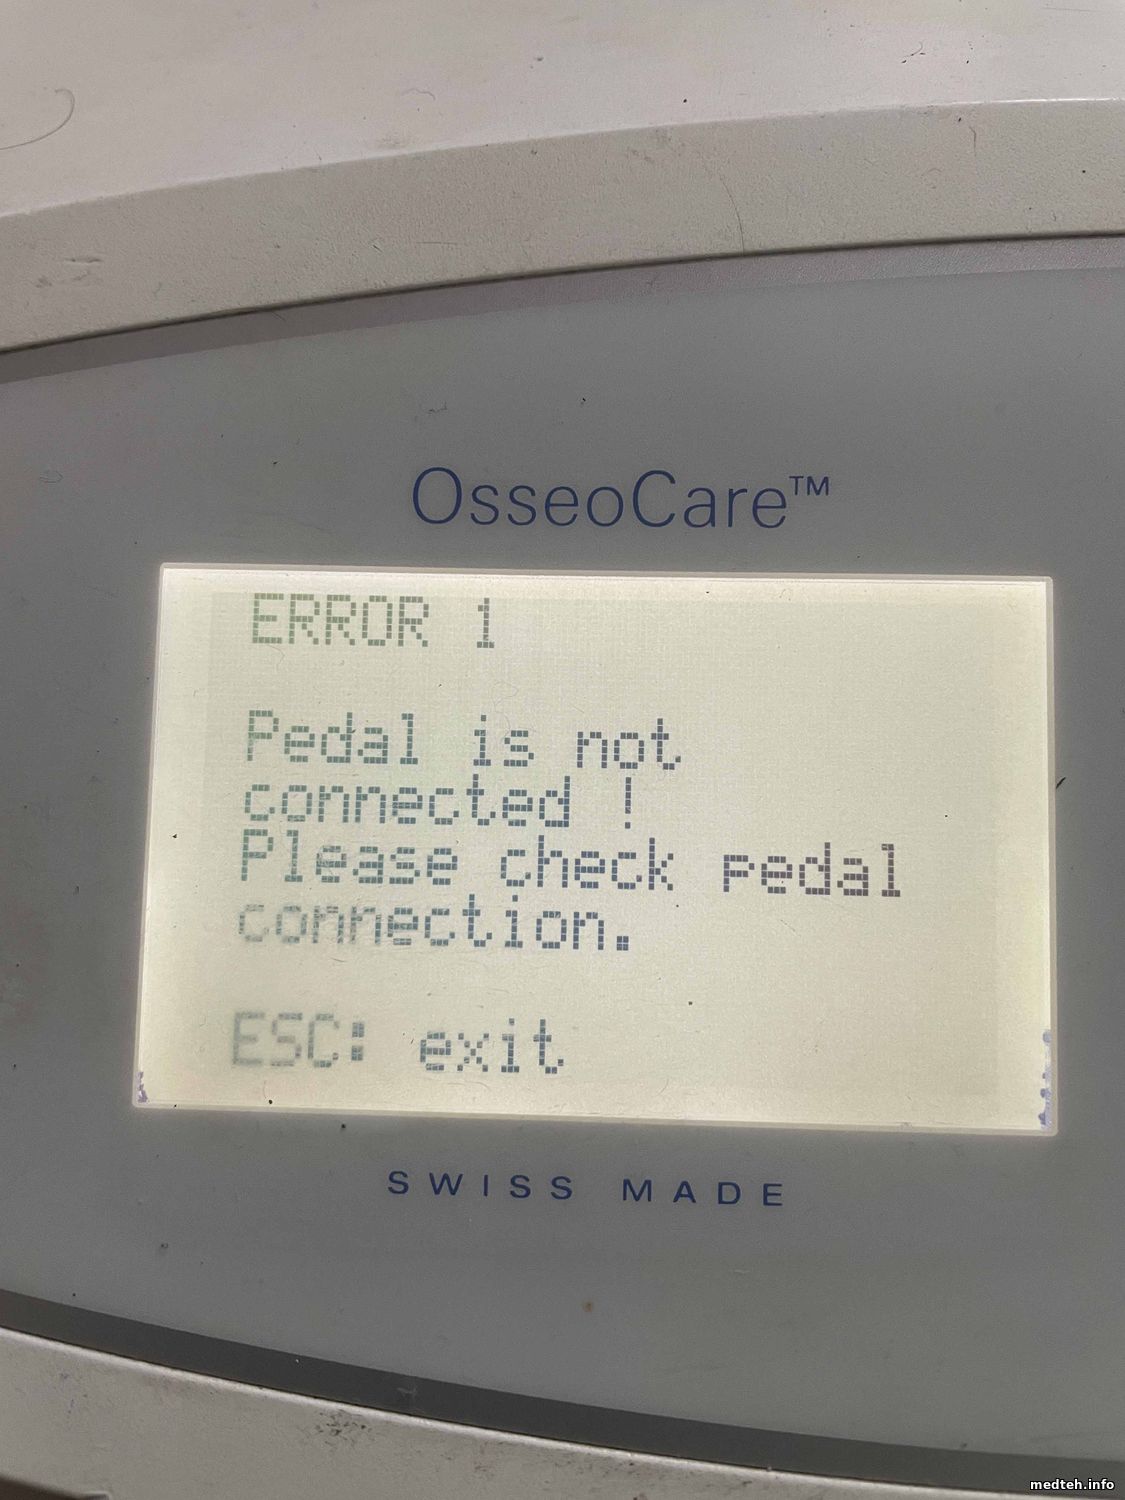 OsseoCare™
ERROR 1
Pedal is not
connected !
Please check pedal
connection.
ESC: exit
SWISS MADE
medteh.info